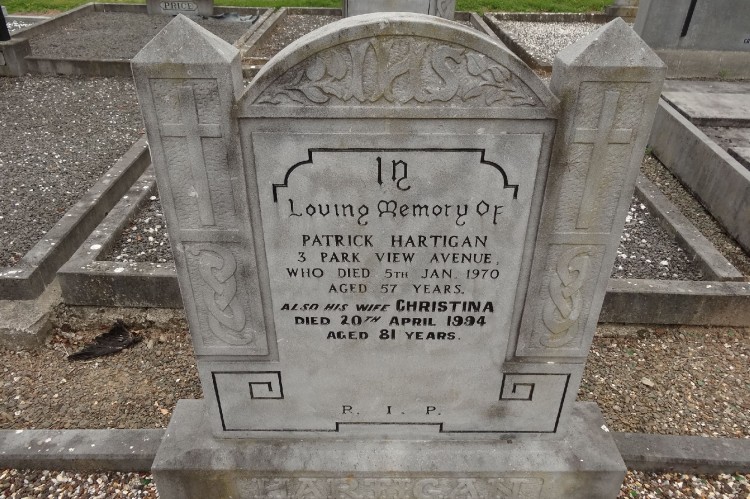 PRICE
IHS
In
Loving Memory Of
PATRICK HARTIGAN
3 PARK VIEW AVENUE,
WHO DIED 5TH JAN. 1970
AGED 57 YEARS.
ALSO HIS WIFE CHRISTINA
DIED 20TH APRIL 1994
AGED 81 YEARS.
R. I. P.
HARTIGAN